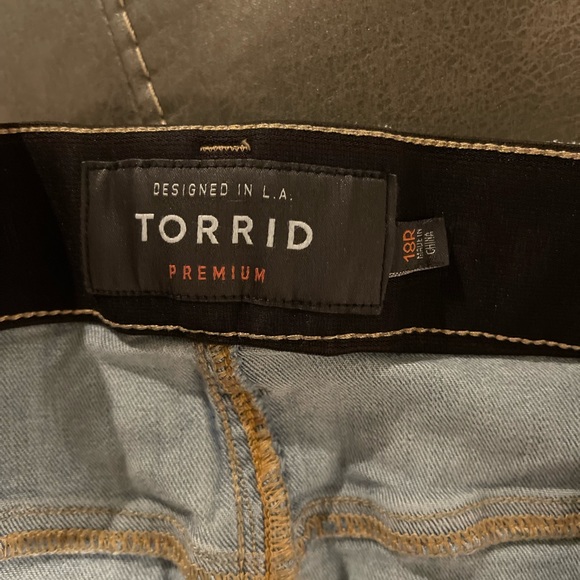 DESIGNED IN L.A.
TORRID
PREMIUM
18R
MADE IN
CHINA